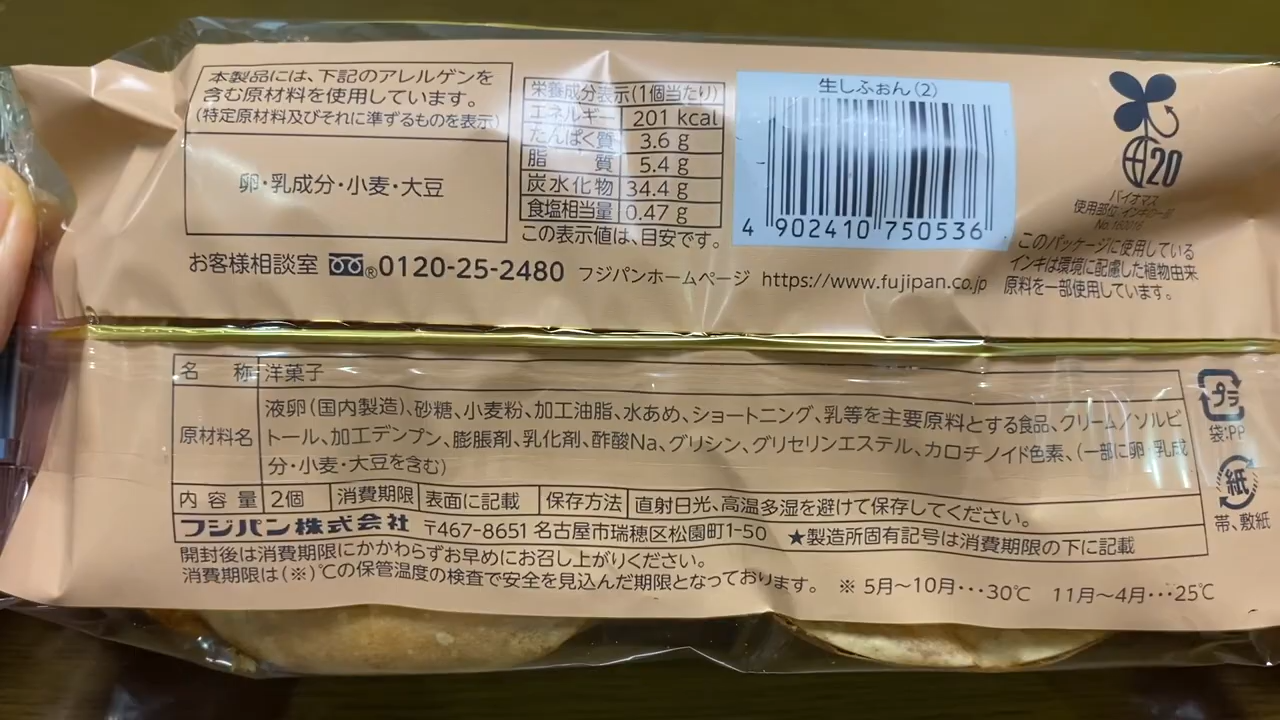 本製品には、下記のアレルゲンを
含む原材料を使用しています。
(特定原材料及びそれに準ずるものを表示)
卵・乳成分・小麦・大豆
栄養成分表示(1個当たり)
エネルギー 201 kcal
たんぱく質 3.6 g
脂質 5.4 g
炭水化物 34.4 g
食塩相当量 0.47 g
この表示値は、目安です。
生しふぉん(2)
4 902410 750536
20
バイオマス
使用部位 インキの一部
このパッケージに使用している
インキは環境に配慮した植物由来
原料を一部使用しています。
お客様相談室 ®0120-25-2480 フジパンホームページ https://www.fujipan.co.jp
名称 洋菓子
原材料名 液卵(国内製造)、砂糖、小麦粉、加工油脂、水あめ、ショートニング、乳等を主要原料とする食品、クリーム/ソルビ
トール、加工デンプン、膨脹剤、乳化剤、酢酸Na、グリシン、グリセリンエステル、カロチノイド色素、(一部に卵・乳成
分・小麦・大豆を含む)
内容量 2個 消費期限 表面に記載 保存方法 直射日光、高温多湿を避けて保存してください。
フジパン株式会社 〒467-8651 名古屋市瑞穂区松園町1-50 ★製造所固有記号は消費期限の下に記載
開封後は消費期限にかかわらずお早めにお召し上がりください。
消費期限は(※)℃の保管温度の検査で安全を見込んだ期限となっております。 ※ 5月～10月・・・30℃ 11月～4月・・・25℃
プラ
袋:PP
紙
帯、敷紙